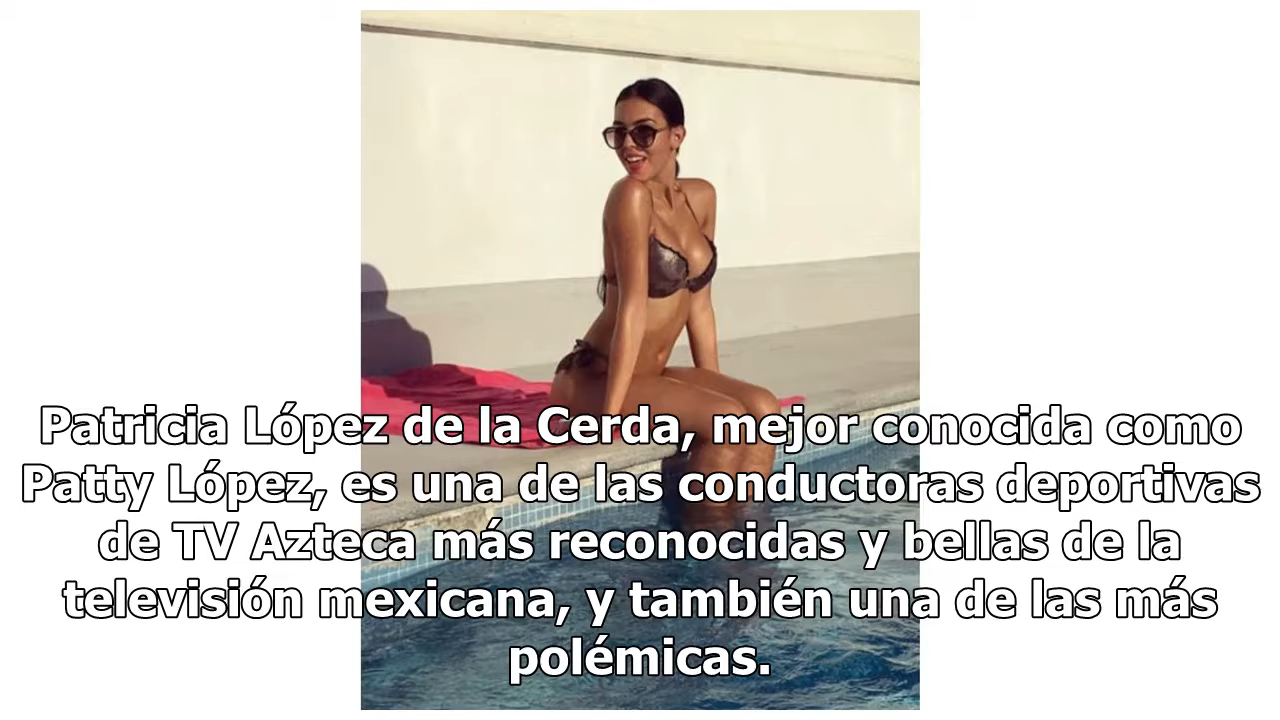 Patricia López de la Cerda, mejor conocida como
Patty López, es una de las conductoras deportivas
de TV Azteca más reconocidas y bellas de la
televisión mexicana, y también una de las más
polémicas.